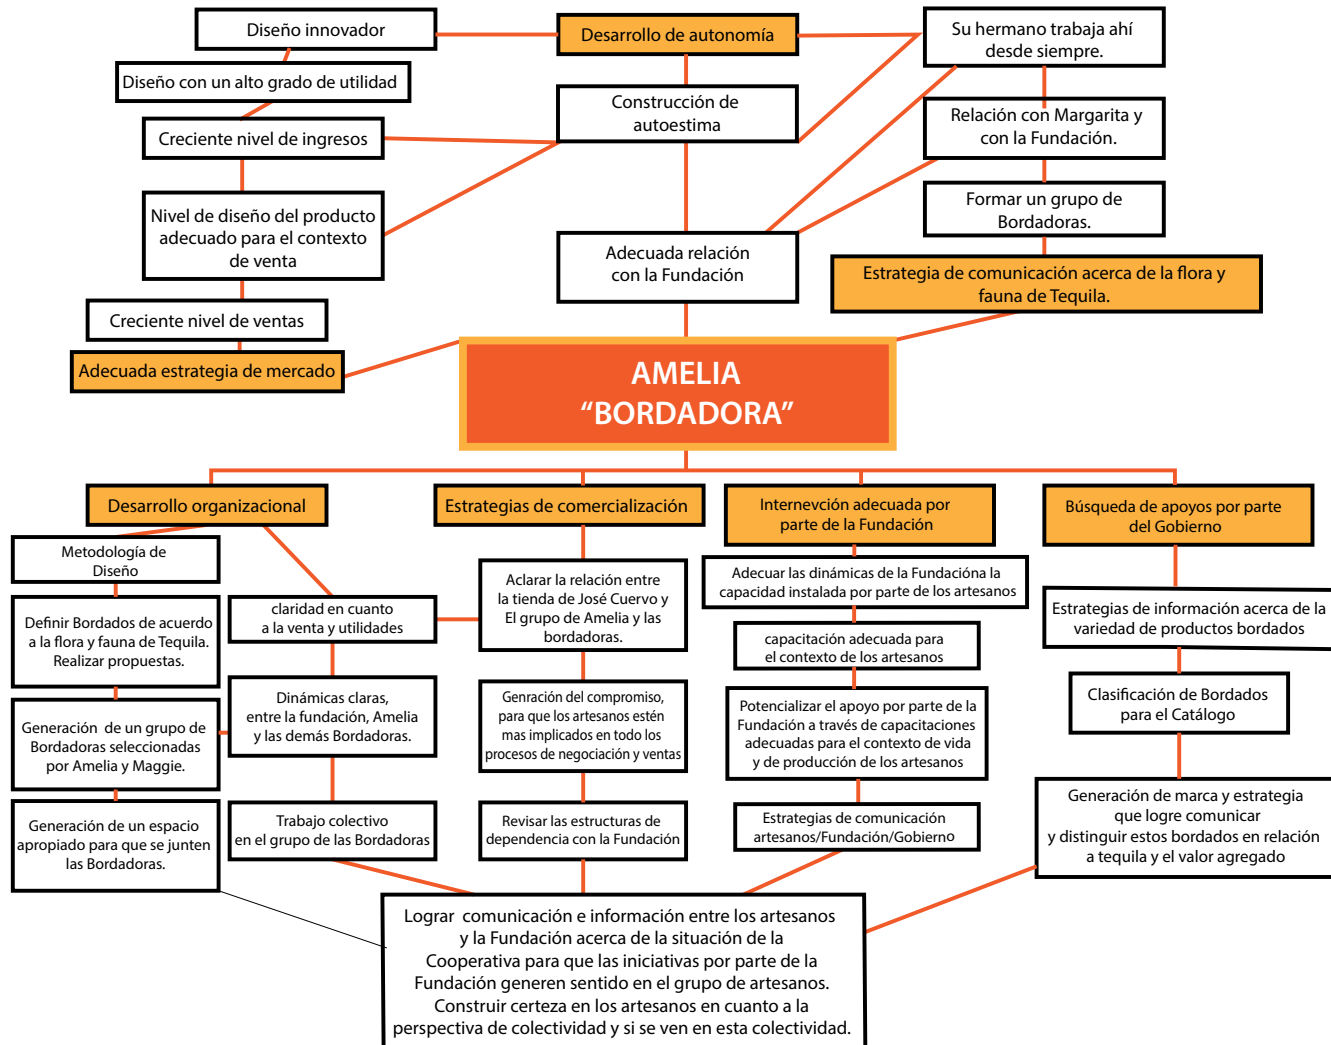 Diseño innovador
Desarrollo de autonomía
Su hermano trabaja ahí
desde siempre.
Diseño con un alto grado de utilidad
Construcción de
autoestima
Relación con Margarita y
con la Fundación.
Creciente nivel de ingresos
Nivel de diseño del producto
adecuado para el contexto
de venta
Formar un grupo de
Bordadoras.
Adecuada relación
con la Fundación
Estrategia de comunicación acerca de la flora y
fauna de Tequila.
Creciente nivel de ventas
Adecuada estrategia de mercado
AMELIA
“BORDADORA”
Desarrollo organizacional
Estrategias de comercialización
Internevción adecuada por
parte de la Fundación
Búsqueda de apoyos por parte
del Gobierno
Metodología de
Diseño
Definir Bordados de acuerdo
a la flora y fauna de Tequila.
Realizar propuestas.
Generación  de un grupo de
Bordadoras seleccionadas
por Amelia y Maggie.
Generación de un espacio
apropiado para que se junten
las Bordadoras.
claridad en cuanto
a la venta y utilidades
Dinámicas claras,
entre la fundación, Amelia
y las demás Bordadoras.
Trabajo colectivo
en el grupo de las Bordadoras
Aclarar la relación entre
la tienda de José Cuervo y
El grupo de Amelia y las
bordadoras.
Genración del compromiso,
para que los artesanos estén
mas implicados en todo los
procesos de negociación y ventas
Revisar las estructuras de
dependencia con la Fundación
Adecuar las dinámicas de la Fundacióna la
capacidad instalada por parte de los artesanos
capacitación adecuada para
el contexto de los artesanos
Potencializar el apoyo por parte de la
Fundación a través de capacitaciones
adecuadas para el contexto de vida
y de producción de los artesanos
Estrategias de comunicación
artesanos/Fundación/Gobierno
Estrategias de información acerca de la
variedad de productos bordados
Clasificación de Bordados
para el Catálogo
Generación de marca y estrategia
que logre comunicar
y distinguir estos bordados en relación
a tequila y el valor agregado
Lograr  comunicación e información entre los artesanos
y la Fundación acerca de la situación de la
Cooperativa para que las iniciativas por parte de la
Fundación generen sentido en el grupo de artesanos.
Construir certeza en los artesanos en cuanto a la
perspectiva de colectividad y si se ven en esta colectividad.